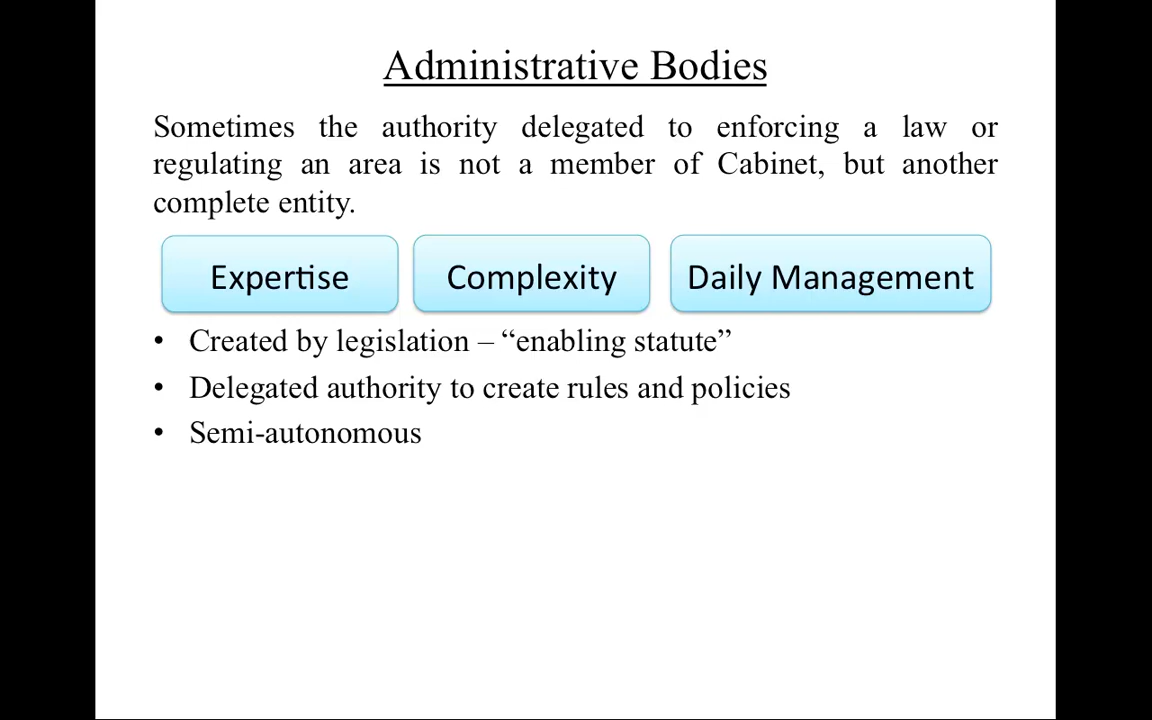 Administrative Bodies
Sometimes the authority delegated to enforcing a law or
regulating an area is not a member of Cabinet, but another
complete entity.
Expertise
Complexity
Daily Management
• Created by legislation – “enabling statute”
• Delegated authority to create rules and policies
• Semi-autonomous